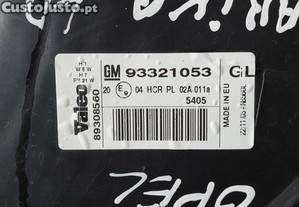 custojusto.pt
H1
W5W
H7
PY21W
GM 93321053 GL
Valeo
89308560
20 E9 04 HCR PL 02A 011a
5405
MADE IN EU
OPEL